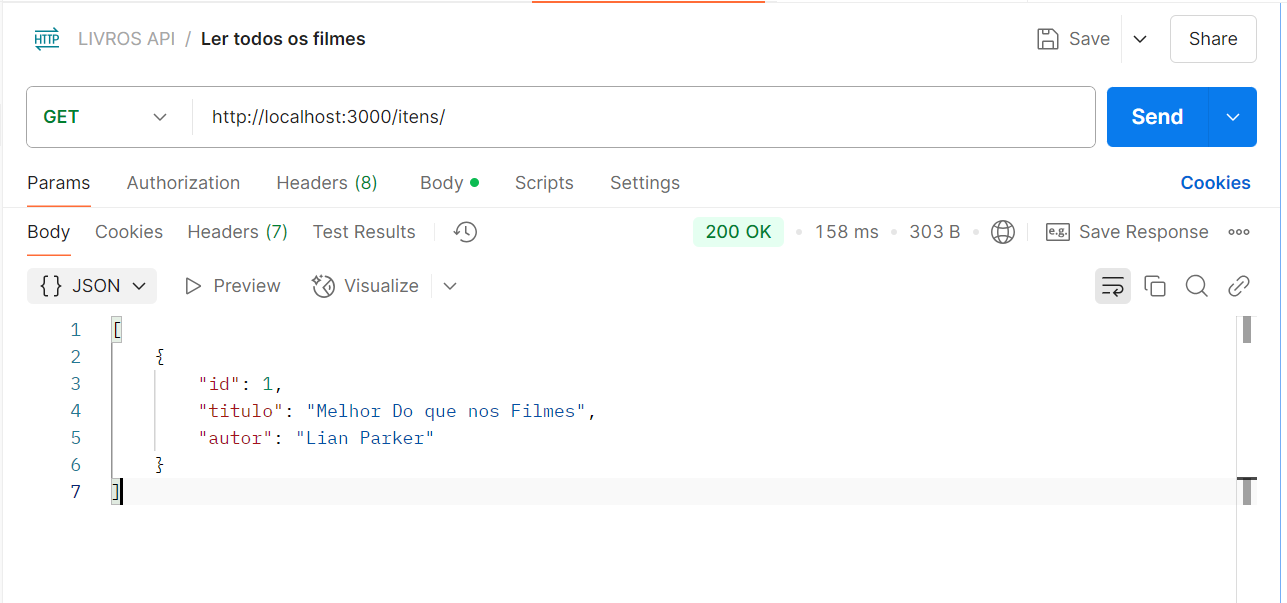 HTTP LIVROS API / Ler todos os filmes Save Share
GET http://localhost:3000/itens/ Send
Params Authorization Headers (8) Body Scripts Settings Cookies
Body Cookies Headers (7) Test Results 200 OK 158 ms 303 B e.g. Save Response
{} JSON Preview Visualize
1 [
2 {
3 "id": 1,
4 "titulo": "Melhor Do que nos Filmes",
5 "autor": "Lian Parker"
6 }
7 ]